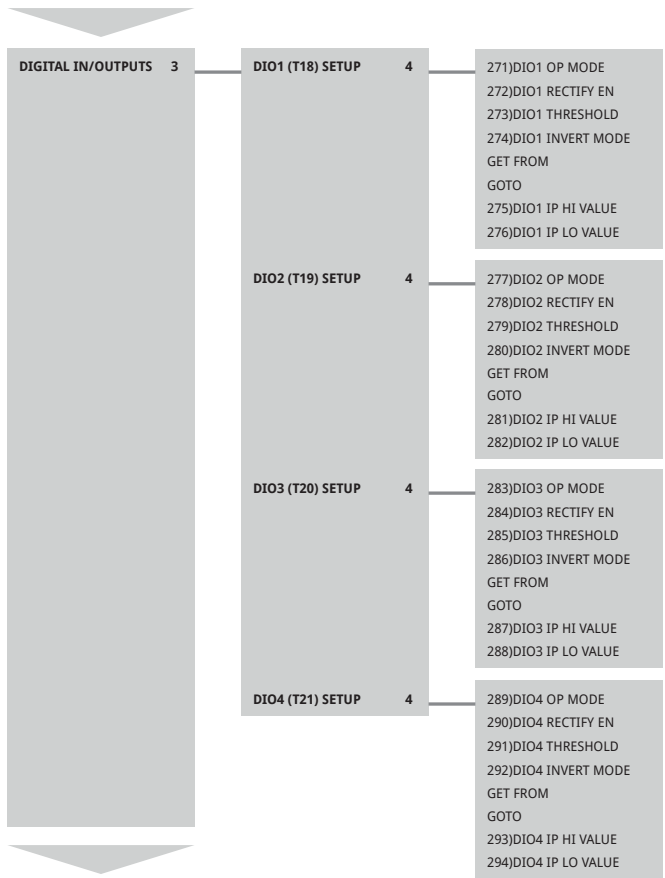 DIGITAL IN/OUTPUTS 3
DIO1 (T18) SETUP 4
271)DIO1 OP MODE
272)DIO1 RECTIFY EN
273)DIO1 THRESHOLD
274)DIO1 INVERT MODE
GET FROM
GOTO
275)DIO1 IP HI VALUE
276)DIO1 IP LO VALUE
DIO2 (T19) SETUP 4
277)DIO2 OP MODE
278)DIO2 RECTIFY EN
279)DIO2 THRESHOLD
280)DIO2 INVERT MODE
GET FROM
GOTO
281)DIO2 IP HI VALUE
282)DIO2 IP LO VALUE
DIO3 (T20) SETUP 4
283)DIO3 OP MODE
284)DIO3 RECTIFY EN
285)DIO3 THRESHOLD
286)DIO3 INVERT MODE
GET FROM
GOTO
287)DIO3 IP HI VALUE
288)DIO3 IP LO VALUE
DIO4 (T21) SETUP 4
289)DIO4 OP MODE
290)DIO4 RECTIFY EN
291)DIO4 THRESHOLD
292)DIO4 INVERT MODE
GET FROM
GOTO
293)DIO4 IP HI VALUE
294)DIO4 IP LO VALUE